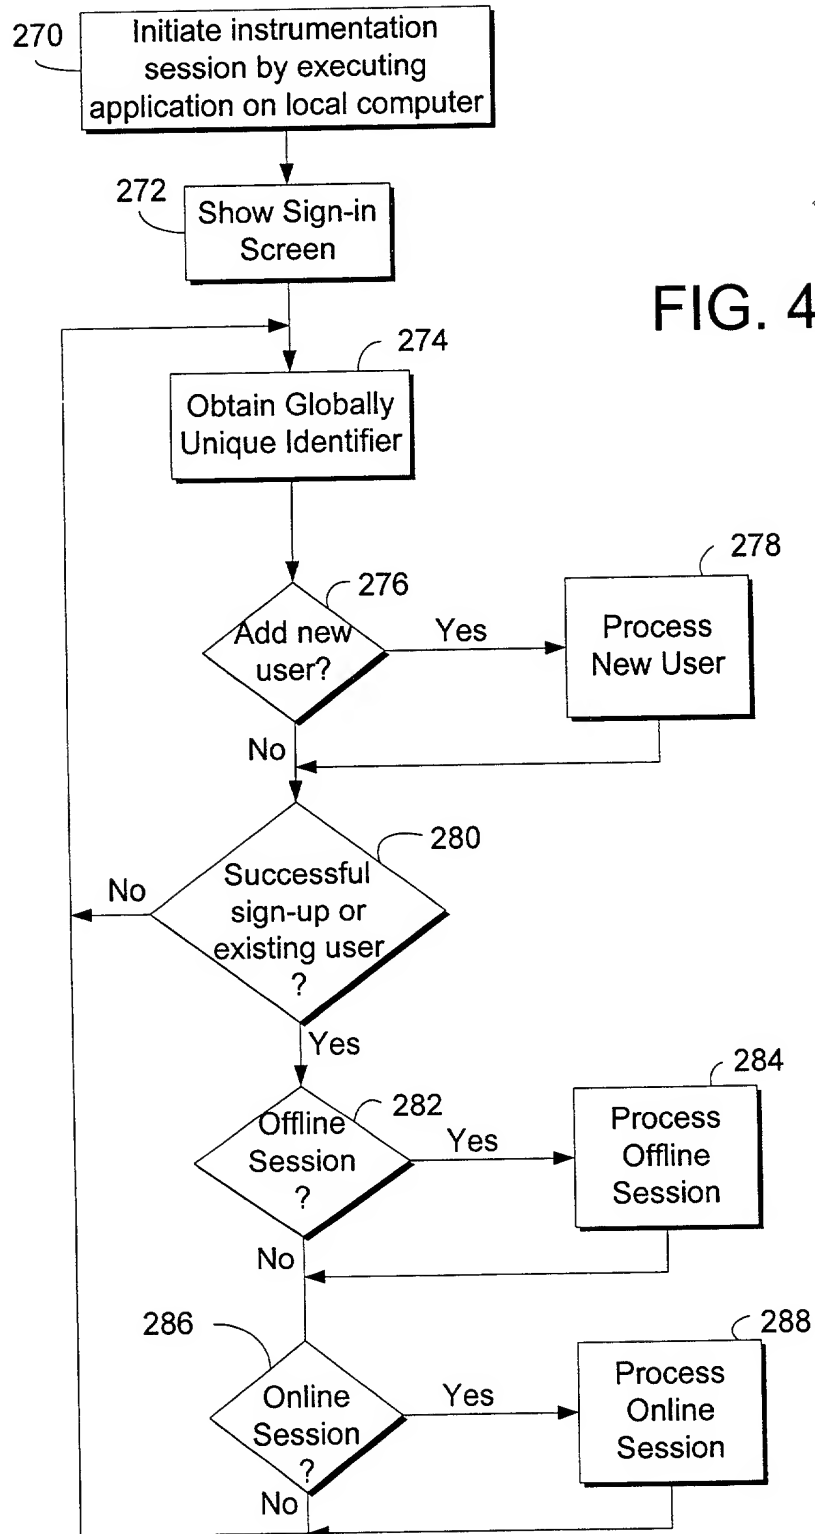 270
Initiate instrumentation
session by executing
application on local computer
272
Show Sign-in
Screen
FIG. 4
274
Obtain Globally
Unique Identifier
276
Add new
user?
Yes
278
Process
New User
No
280
Successful
sign-up or
existing user
?
No
Yes
282
Offline
Session
?
Yes
284
Process
Offline
Session
No
286
Online
Session
?
Yes
288
Process
Online
Session
No